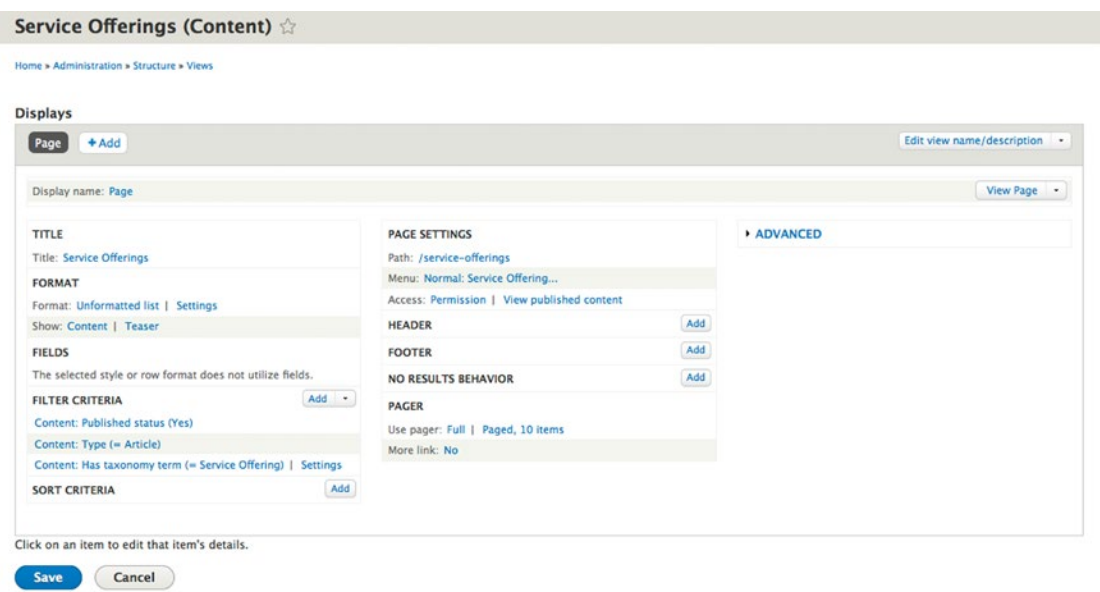 Service Offerings (Content)
Home » Administration » Structure » Views
Displays
Page
+ Add
Edit view name/description
Display name: Page
View Page
TITLE
Title: Service Offerings
FORMAT
Format: Unformatted list | Settings
Show: Content | Teaser
FIELDS
The selected style or row format does not utilize fields.
FILTER CRITERIA
Add
Content: Published status (Yes)
Content: Type (= Article)
Content: Has taxonomy term (= Service Offering) | Settings
SORT CRITERIA
Add
PAGE SETTINGS
Path: /service-offerings
Menu: Normal: Service Offering...
Access: Permission | View published content
HEADER
Add
FOOTER
Add
NO RESULTS BEHAVIOR
Add
PAGER
Use pager: Full | Paged, 10 items
More link: No
ADVANCED
Click on an item to edit that item's details.
Save
Cancel